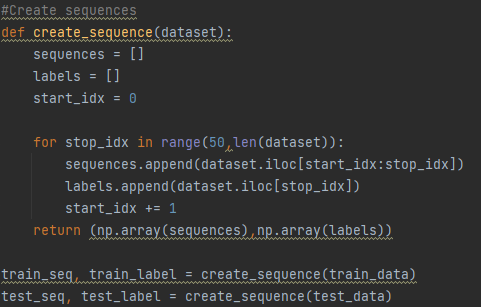 #Create sequences
def create_sequence(dataset):
    sequences = []
    labels = []
    start_idx = 0

    for stop_idx in range(50,len(dataset)):
        sequences.append(dataset.iloc[start_idx:stop_idx])
        labels.append(dataset.iloc[stop_idx])
        start_idx += 1
    return (np.array(sequences),np.array(labels))

train_seq, train_label = create_sequence(train_data)
test_seq, test_label = create_sequence(test_data)